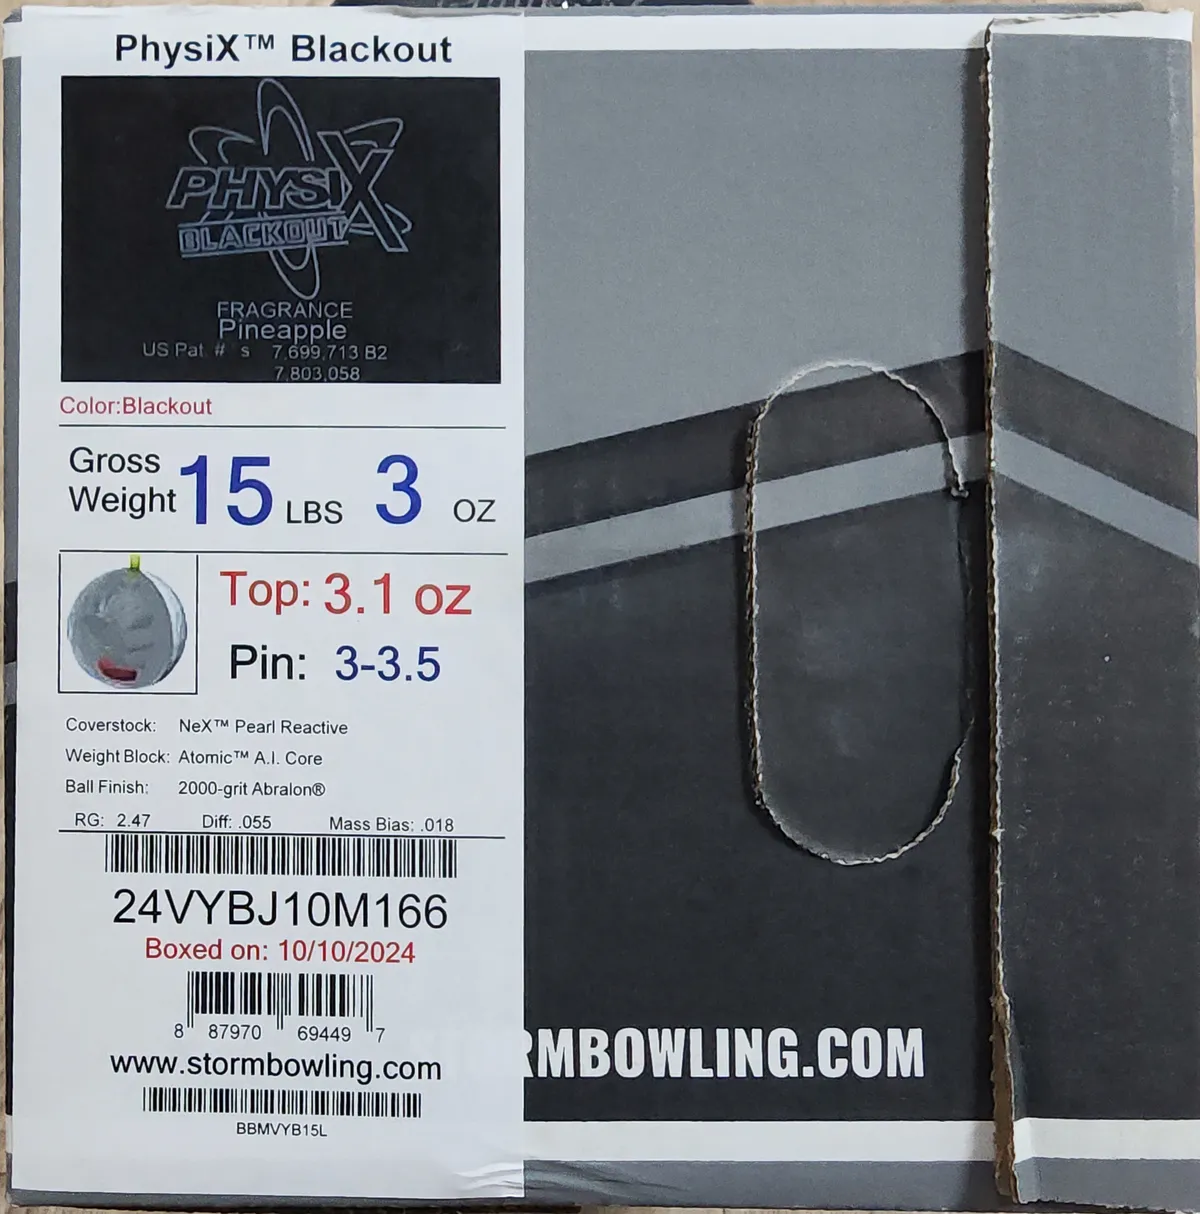 PhysiX™ Blackout
PHYSIX
BLACKOUT
FRAGRANCE
Pineapple
US Pat # s 7,699,713 B2
7,803,058
Color:Blackout
Gross Weight 15 LBS 3 OZ
Top: 3.1 oz
Pin: 3-3.5
Coverstock: NeX™ Pearl Reactive
Weight Block: Atomic™ A.I. Core
Ball Finish: 2000-grit Abralon®
RG: 2.47 Diff: .055 Mass Bias: .018
24VYBJ10M166
Boxed on: 10/10/2024
8 87970 69449 7
www.stormbowling.com
BBMVYB15L
RMBOWLING.COM